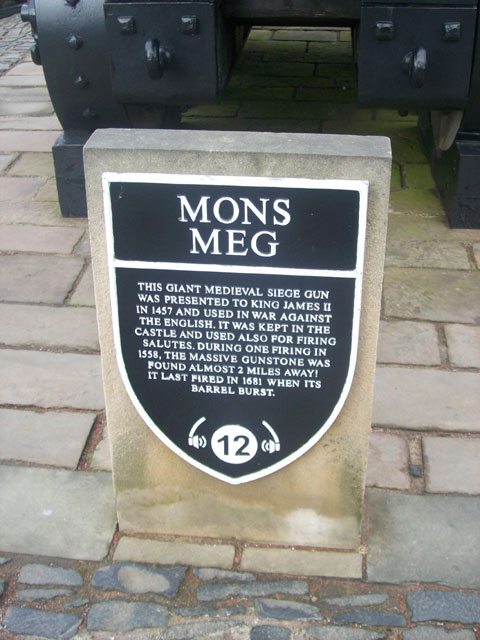 MONS
MEG
THIS GIANT MEDIEVAL SIEGE GUN
WAS PRESENTED TO KING JAMES II
IN 1457 AND USED IN WAR AGAINST
THE ENGLISH. IT WAS KEPT IN THE
CASTLE AND USED ALSO FOR FIRING
SALUTES. DURING ONE FIRING IN
1558, THE MASSIVE GUNSTONE WAS
FOUND ALMOST 2 MILES AWAY!
IT LAST FIRED IN 1681 WHEN ITS
BARREL BURST.
12